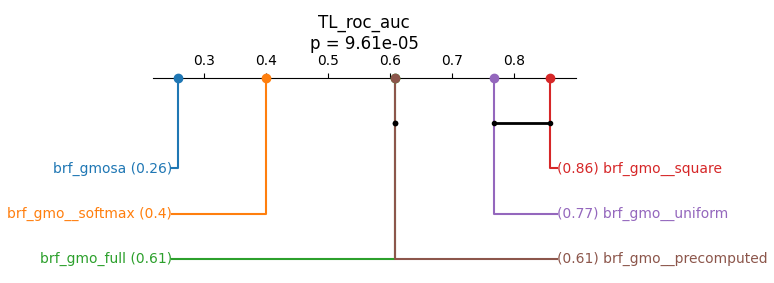 TL_roc_auc
p = 9.61e-05
0.3 0.4 0.5 0.6 0.7 0.8
brf_gmosa (0.26) (0.86) brf_gmo__square
brf_gmo__softmax (0.4) (0.77) brf_gmo__uniform
brf_gmo_full (0.61) (0.61) brf_gmo__precomputed